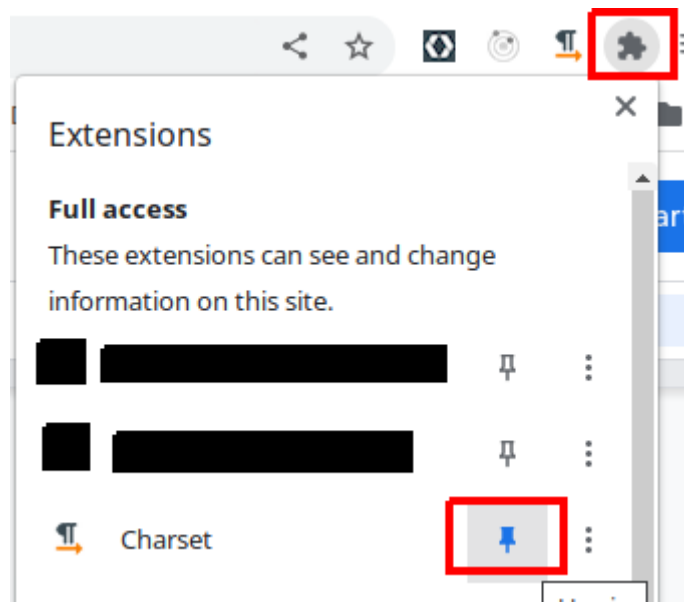 Extensions
Full access
These extensions can see and change
information on this site.
Charset